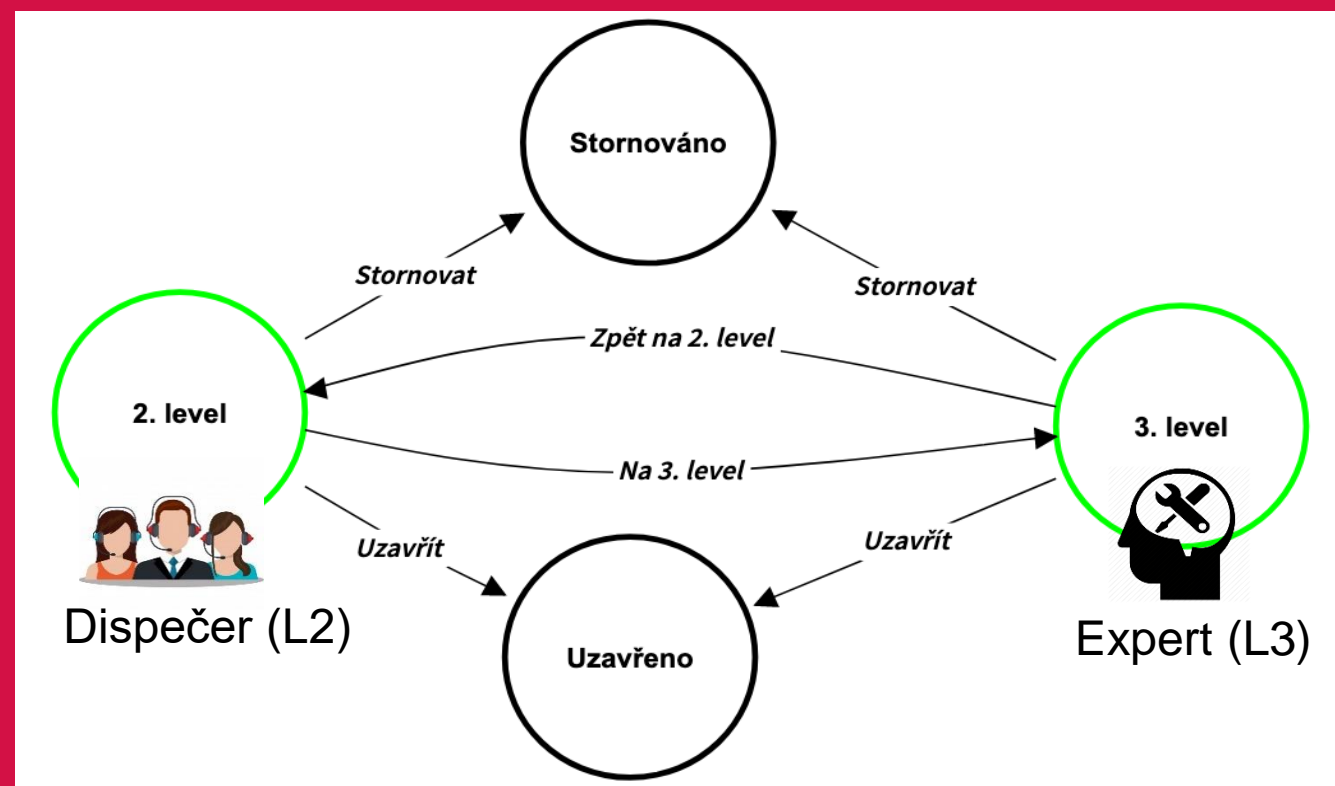 Stornováno
Stornovat
Stornovat
Zpět na 2. level
2. level
3. level
Na 3. level
Uzavřít
Uzavřít
Dispečer (L2)
Uzavřeno
Expert (L3)